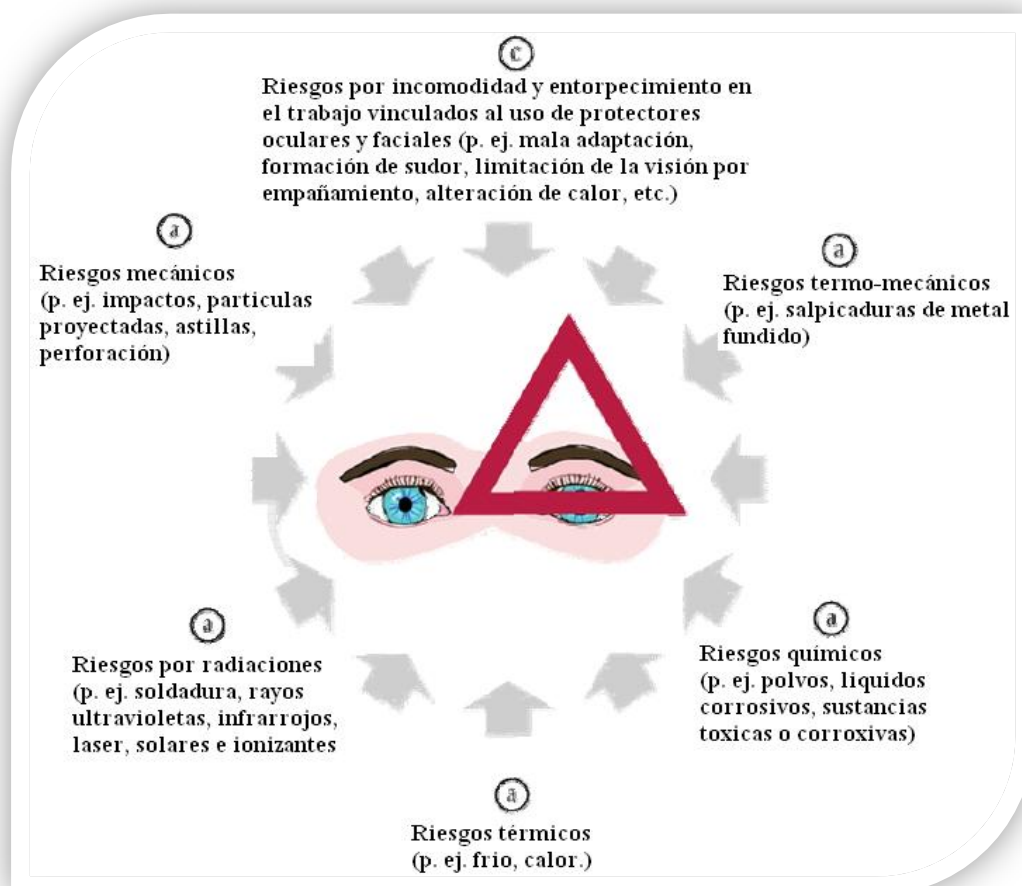 c
Riesgos por incomodidad y entorpecimiento en
el trabajo vinculados al uso de protectores
oculares y faciales (p. ej. mala adaptación,
formación de sudor, limitación de la visión por
empañamiento, alteración de calor, etc.)
a
Riesgos mecánicos
(p. ej. impactos, particulas
proyectadas, astillas,
perforación)
a
Riesgos termo-mecánicos
(p. ej. salpicaduras de metal
fundido)
a
Riesgos por radiaciones
(p. ej. soldadura, rayos
ultravioletas, infrarrojos,
laser, solares e ionizantes
a
Riesgos químicos
(p. ej. polvos, liquidos
corrosivos, sustancias
toxicas o corroxivas)
a
Riesgos térmicos
(p. ej. frio, calor.)